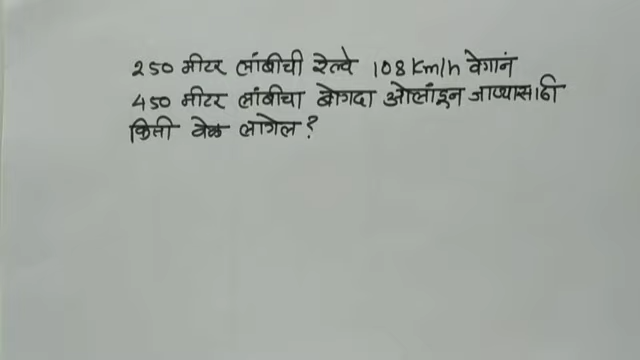 250 मीटर लांबीची रेल्वे 108 km/h वेगानं
450 मीटर लांबीचा बोगदा ओलांडून जाण्यासाठी
किती वेळ लागेल ?